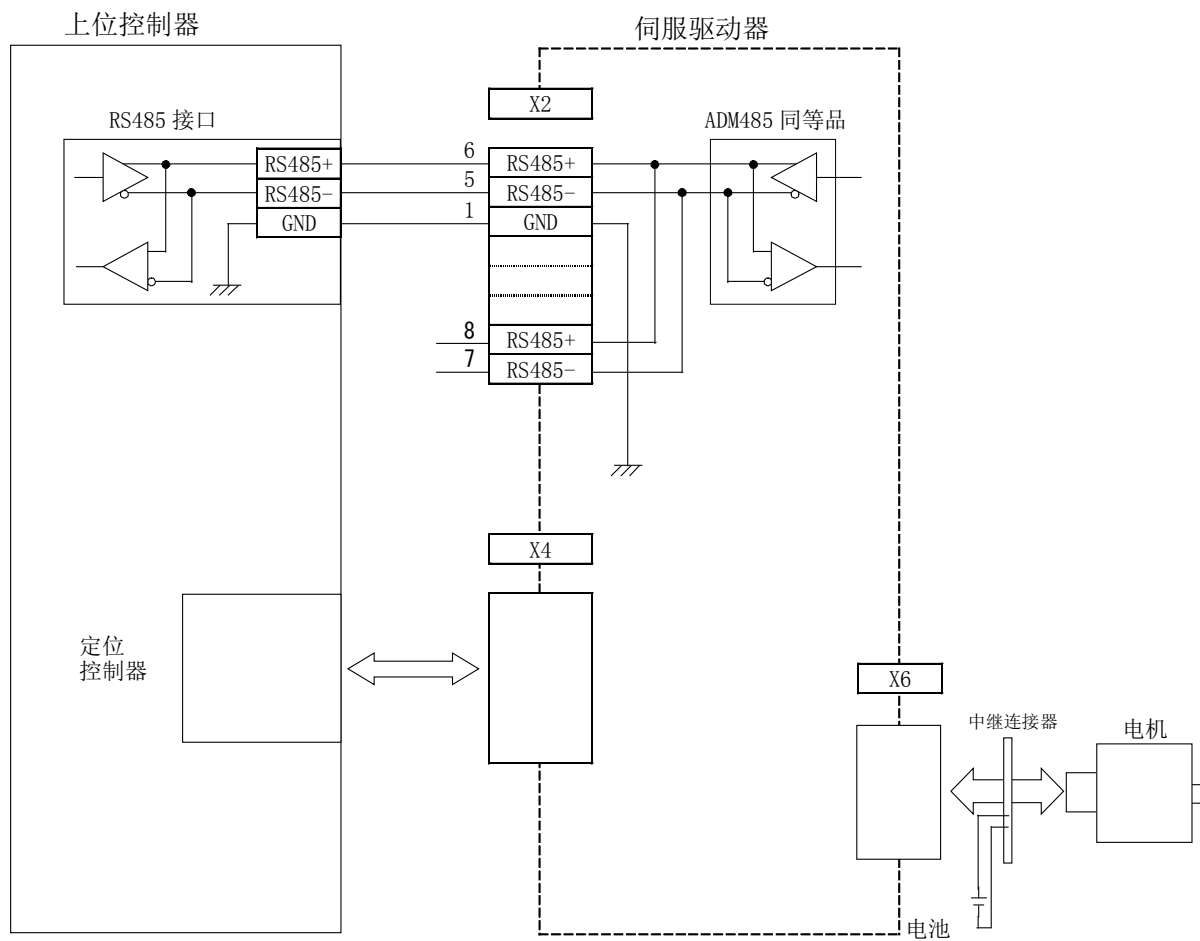 上位控制器
伺服驱动器
X2
RS485 接口
ADM485 同等品
RS485+
6
RS485+
RS485-
5
RS485-
GND
1
GND
8
RS485+
7
RS485-
X4
定位
控制器
X6
中继连接器
电机
电池